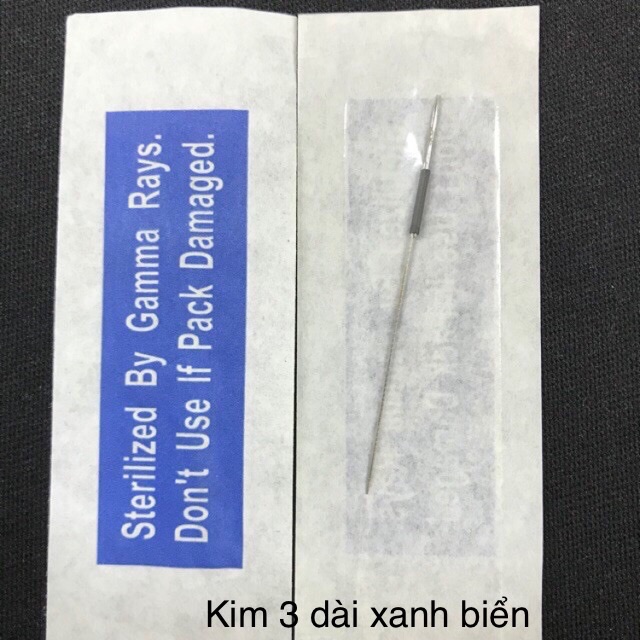 Sterilized By Gamma Rays.
Don't Use If Pack Damaged.
Kim 3 dài xanh biển